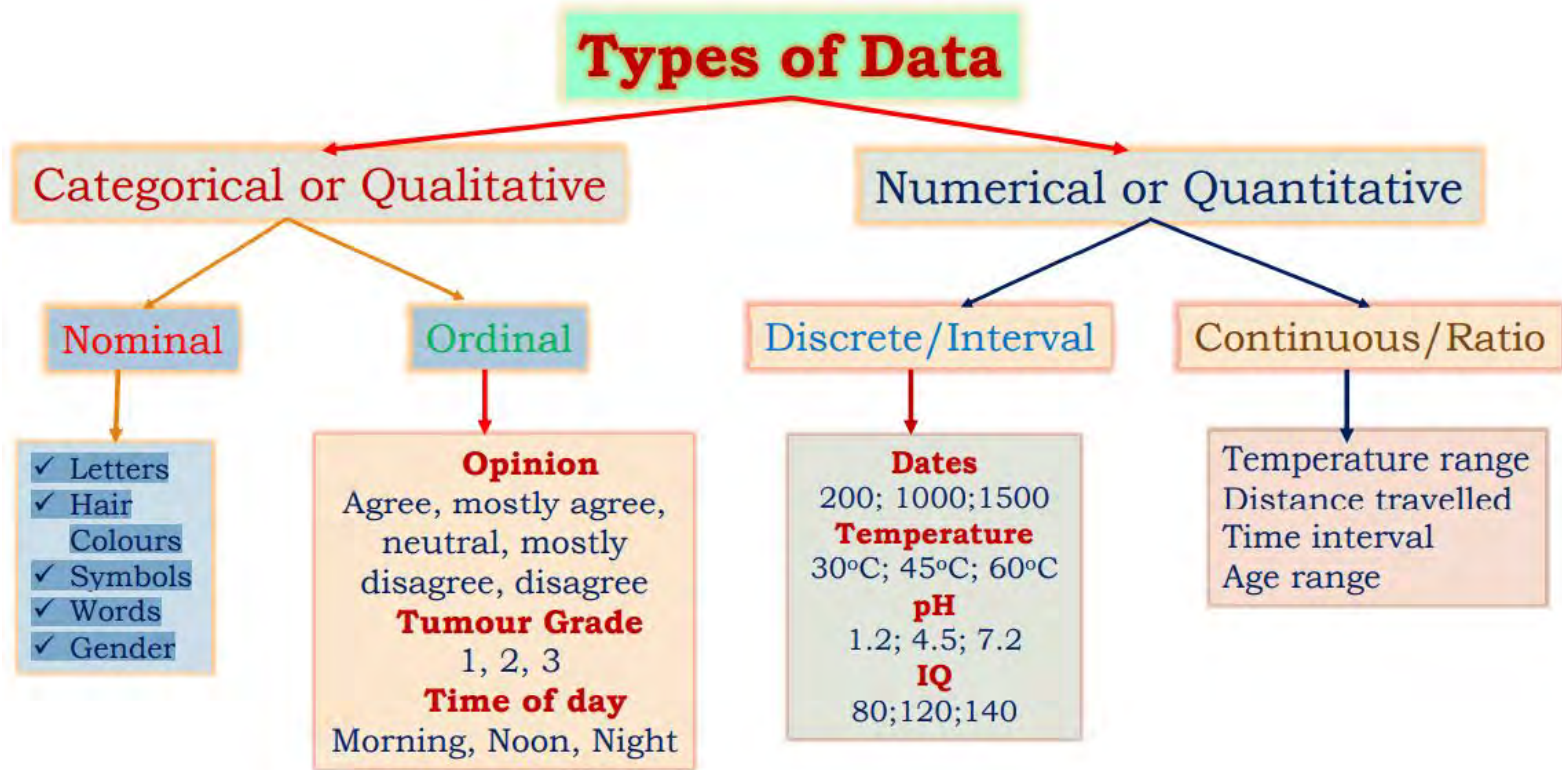 Types of Data
Categorical or Qualitative
Numerical or Quantitative
Nominal
Ordinal
Discrete/Interval
Continuous/Ratio
✓ Letters
✓ Hair
Colours
✓ Symbols
✓ Words
✓ Gender
Opinion
Agree, mostly agree,
neutral, mostly
disagree, disagree
Tumour Grade
1, 2, 3
Time of day
Morning, Noon, Night
Dates
200; 1000;1500
Temperature
30°C; 45°C; 60°C
pH
1.2; 4.5; 7.2
IQ
80;120;140
Temperature range
Distance travelled
Time interval
Age range